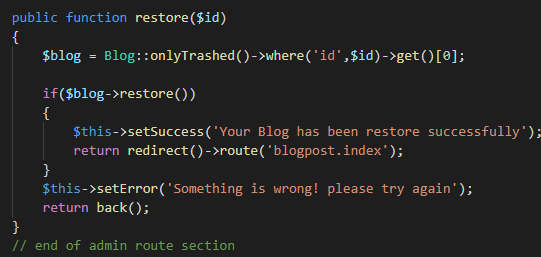 public function restore($id)
{
$blog = Blog::onlyTrashed()->where('id',$id)->get()[0];
if($blog->restore())
{
$this->setSuccess('Your Blog has been restore successfully');
return redirect()->route('blogpost.index');
}
$this->setError('Something is wrong! please try again');
return back();
}
// end of admin route section